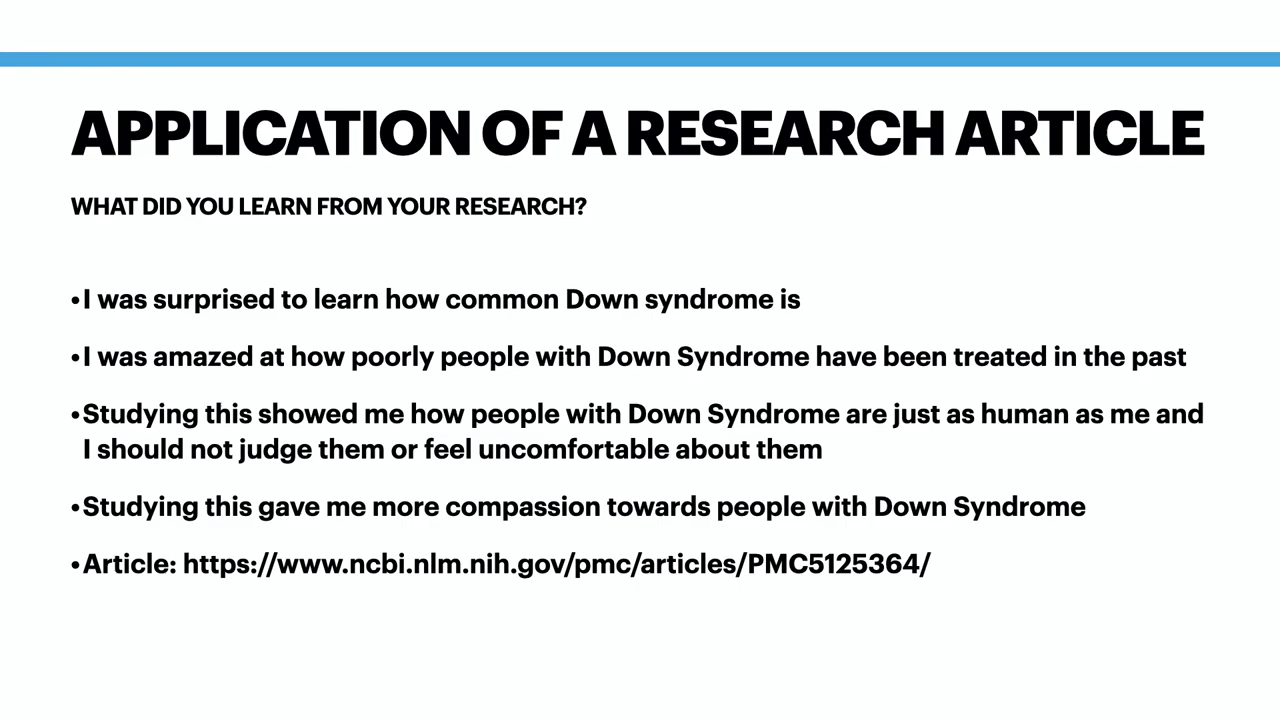 APPLICATION OF A RESEARCH ARTICLE
WHAT DID YOU LEARN FROM YOUR RESEARCH?
•I was surprised to learn how common Down syndrome is
•I was amazed at how poorly people with Down Syndrome have been treated in the past
•Studying this showed me how people with Down Syndrome are just as human as me and
I should not judge them or feel uncomfortable about them
•Studying this gave me more compassion towards people with Down Syndrome
•Article: https://www.ncbi.nlm.nih.gov/pmc/articles/PMC5125364/